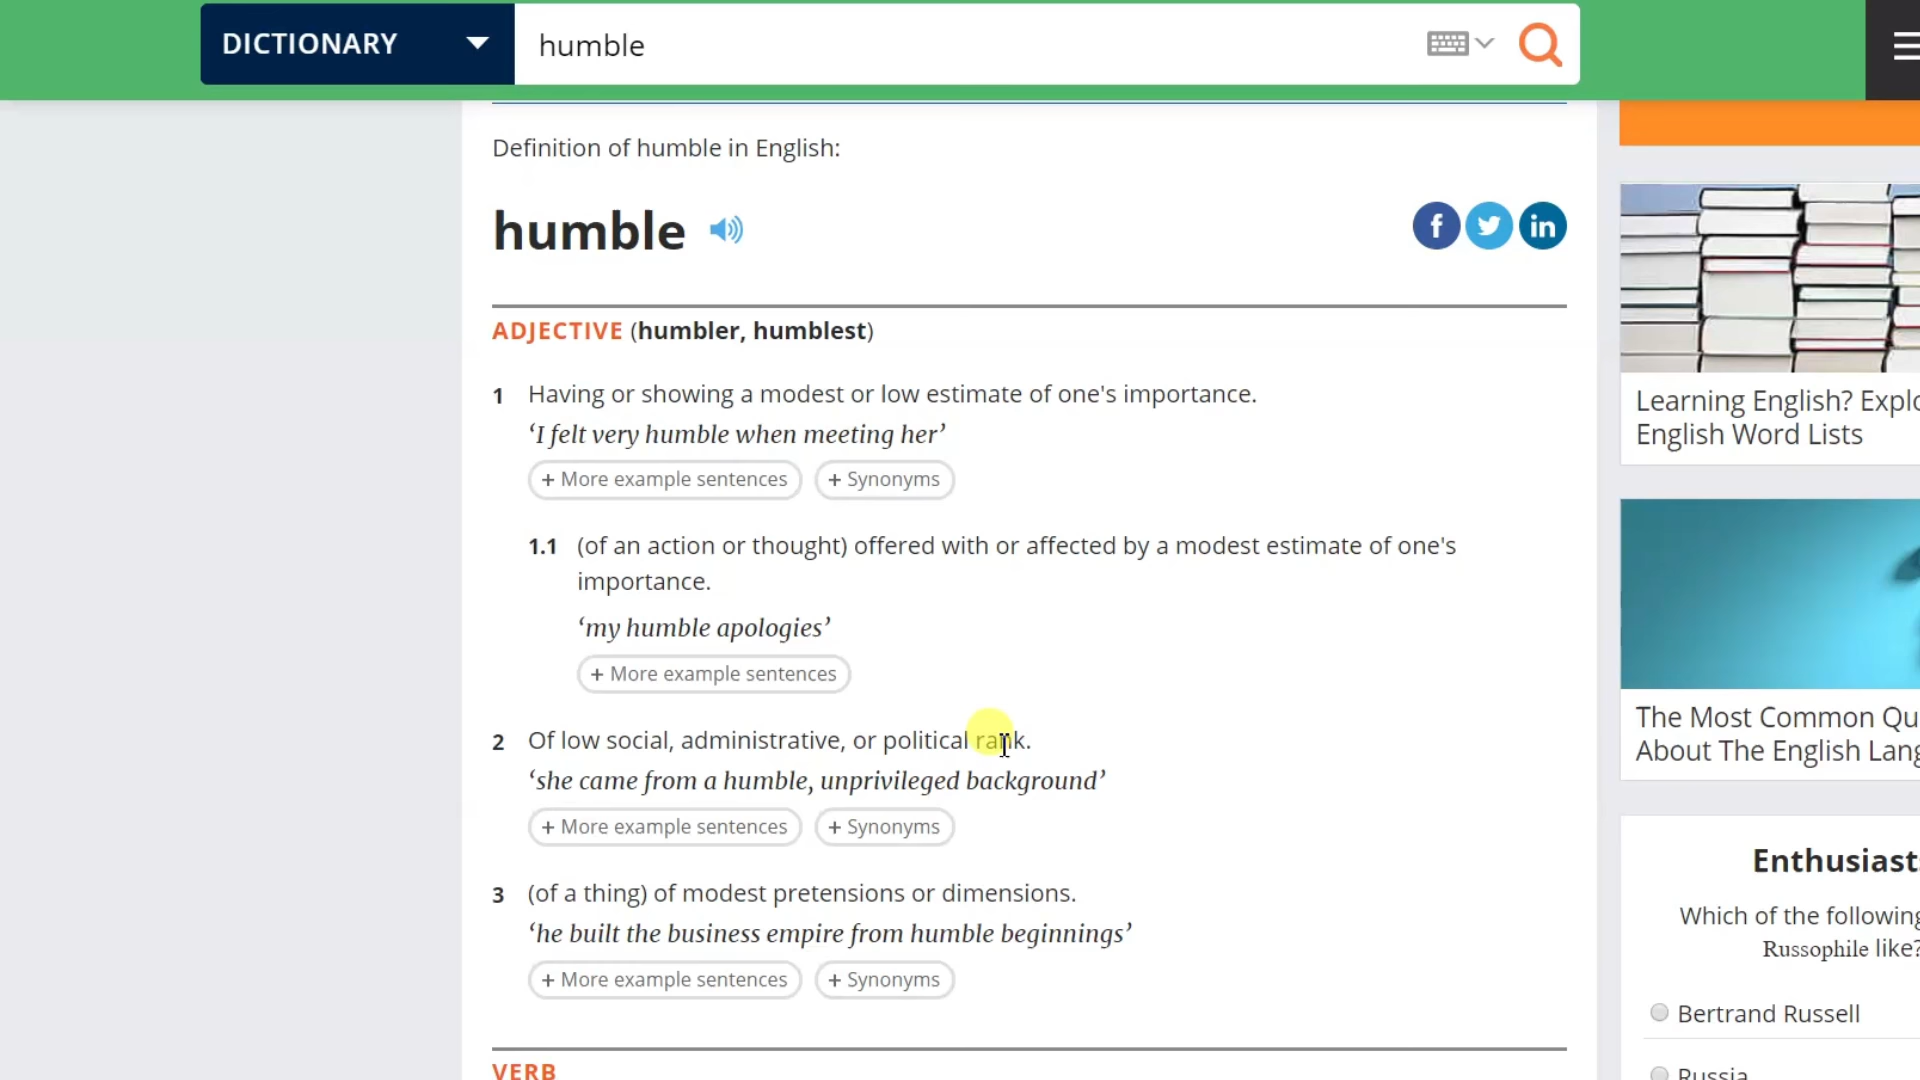 DICTIONARY
humble
Definition of humble in English:
humble
ADJECTIVE (humbler, humblest)
1 Having or showing a modest or low estimate of one's importance.
‘I felt very humble when meeting her’
+ More example sentences + Synonyms
1.1 (of an action or thought) offered with or affected by a modest estimate of one's
importance.
‘my humble apologies’
+ More example sentences
2 Of low social, administrative, or political rank.
‘she came from a humble, unprivileged background’
+ More example sentences + Synonyms
3 (of a thing) of modest pretensions or dimensions.
‘he built the business empire from humble beginnings’
+ More example sentences + Synonyms
VERB
f
in
Learning English? Explo
English Word Lists
The Most Common Qu
About The English Lang
Enthusiast
Which of the following
Russophile like?
Bertrand Russell
Russia